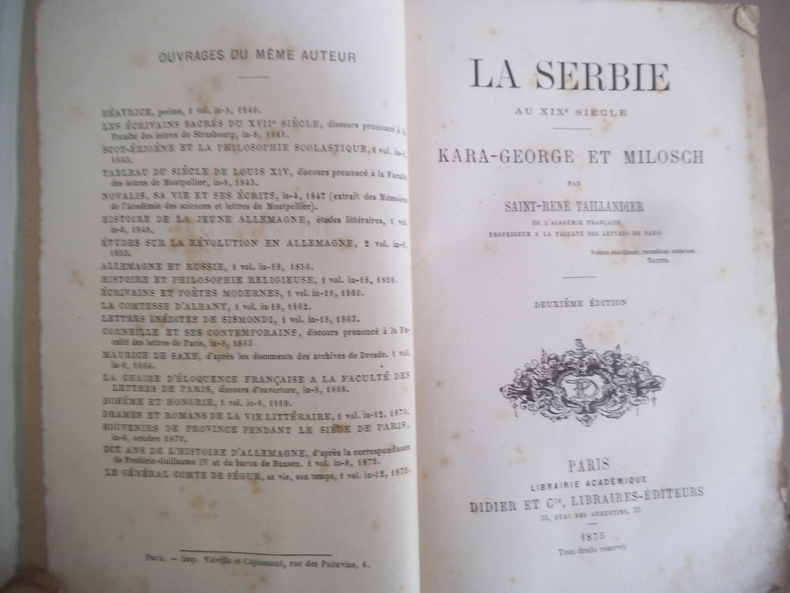 OUVRAGES DU MÊME AUTEUR
BÉATRICE, poème, 1 vol. in-8, 1840.
LES ÉCRIVAINS SACRÉS DU XVIIe SIÈCLE, discours prononcé à la
Faculté des lettres de Strasbourg, in-8, 1841.
SCOT-ÉRIGÈNE ET LA PHILOSOPHIE SCOLASTIQUE, 1 vol. in-8,
1843.
TABLEAU DU SIÈCLE DE LOUIS XIV, discours prononcé à la Faculté
des lettres de Montpellier, in-8, 1843.
NOVALIS, SA VIE ET SES ÉCRITS, in-4, 1847 (extrait des Mémoires
de l'Académie des sciences et lettres de Montpellier).
HISTOIRE DE LA JEUNE ALLEMAGNE, études littéraires, 1 vol.
in-8, 1848.
ÉTUDES SUR LA RÉVOLUTION EN ALLEMAGNE, 2 vol. in-8,
1853.
ALLEMAGNE ET RUSSIE, 1 vol. in-18, 1856.
HISTOIRE ET PHILOSOPHIE RELIGIEUSE, 1 vol. in-18, 1859.
ÉCRIVAINS ET POÈTES MODERNES, 1 vol. in-18, 1860.
LA COMTESSE D'ALBANY, 1 vol. in-18, 1862.
LETTRES INÉDITES DE SISMONDI, 1 vol. in-18, 1863.
CORNEILLE ET SES CONTEMPORAINS, discours prononcé à la Fa-
culté des lettres de Paris, in-8, 1863.
MAURICE DE SAXE, d'après les documents des archives de Dresde. 1 vol.
in-8,
LA CHAIRE D'ÉLOQUENCE FRANÇAISE A LA FACULTÉ DES
LETTRES DE PARIS, discours d'ouverture, in-8, 1868.
BOHÊME ET HONGRIE, 1 vol. in-8, 1869.
DRAMES ET ROMANS DE LA VIE LITTÉRAIRE, 1 vol. in-12, 1870.
SOUVENIRS DE PROVINCE PENDANT LE SIÈGE DE PARIS,
in-8, octobre 1870.
DIX ANS DE L'HISTOIRE D'ALLEMAGNE, d'après la correspondance
de Frédéric-Guillaume IV et du baron de Bunsen. 1 vol. in-8, 1875.
LE GÉNÉRAL COMTE DE SÉGUR, sa vie, son temps, 1 vol. in-12, 1875.
Paris. — Imp. Viéville et Capiomont, rue des Poitevins, 6.
LA SERBIE
AU XIXe SIÈCLE
KARA-GEORGE ET MILOSCH
PAR
SAINT-RENÉ TAILLANDIER
DE L'ACADÉMIE FRANÇAISE
PROFESSEUR A LA FACULTÉ DES LETTRES DE PARIS
TACITE.
DEUXIÈME ÉDITION
PARIS
LIBRAIRIE ACADÉMIQUE
DIDIER ET Cie, LIBRAIRES-ÉDITEURS
35, QUAI DES AUGUSTINS, 35
1875
Tous droits réservés